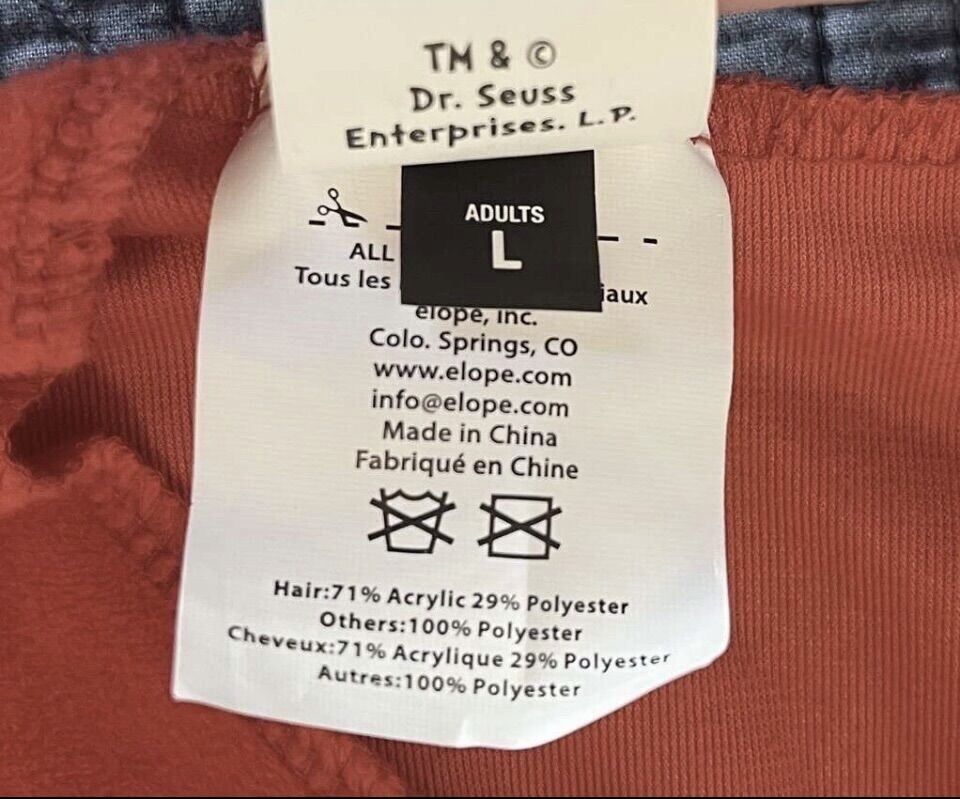 TM & ©
Dr. Seuss
Enterprises. L.P.
ADULTS
L
ALL
Tous les
elope, inc.
Colo. Springs, CO
www.elope.com
info@elope.com
Made in China
Fabriqué en Chine
Hair:71% Acrylic 29% Polyester
Others:100% Polyester
Cheveux:71% Acrylique 29% Polyester
Autres:100% Polyester